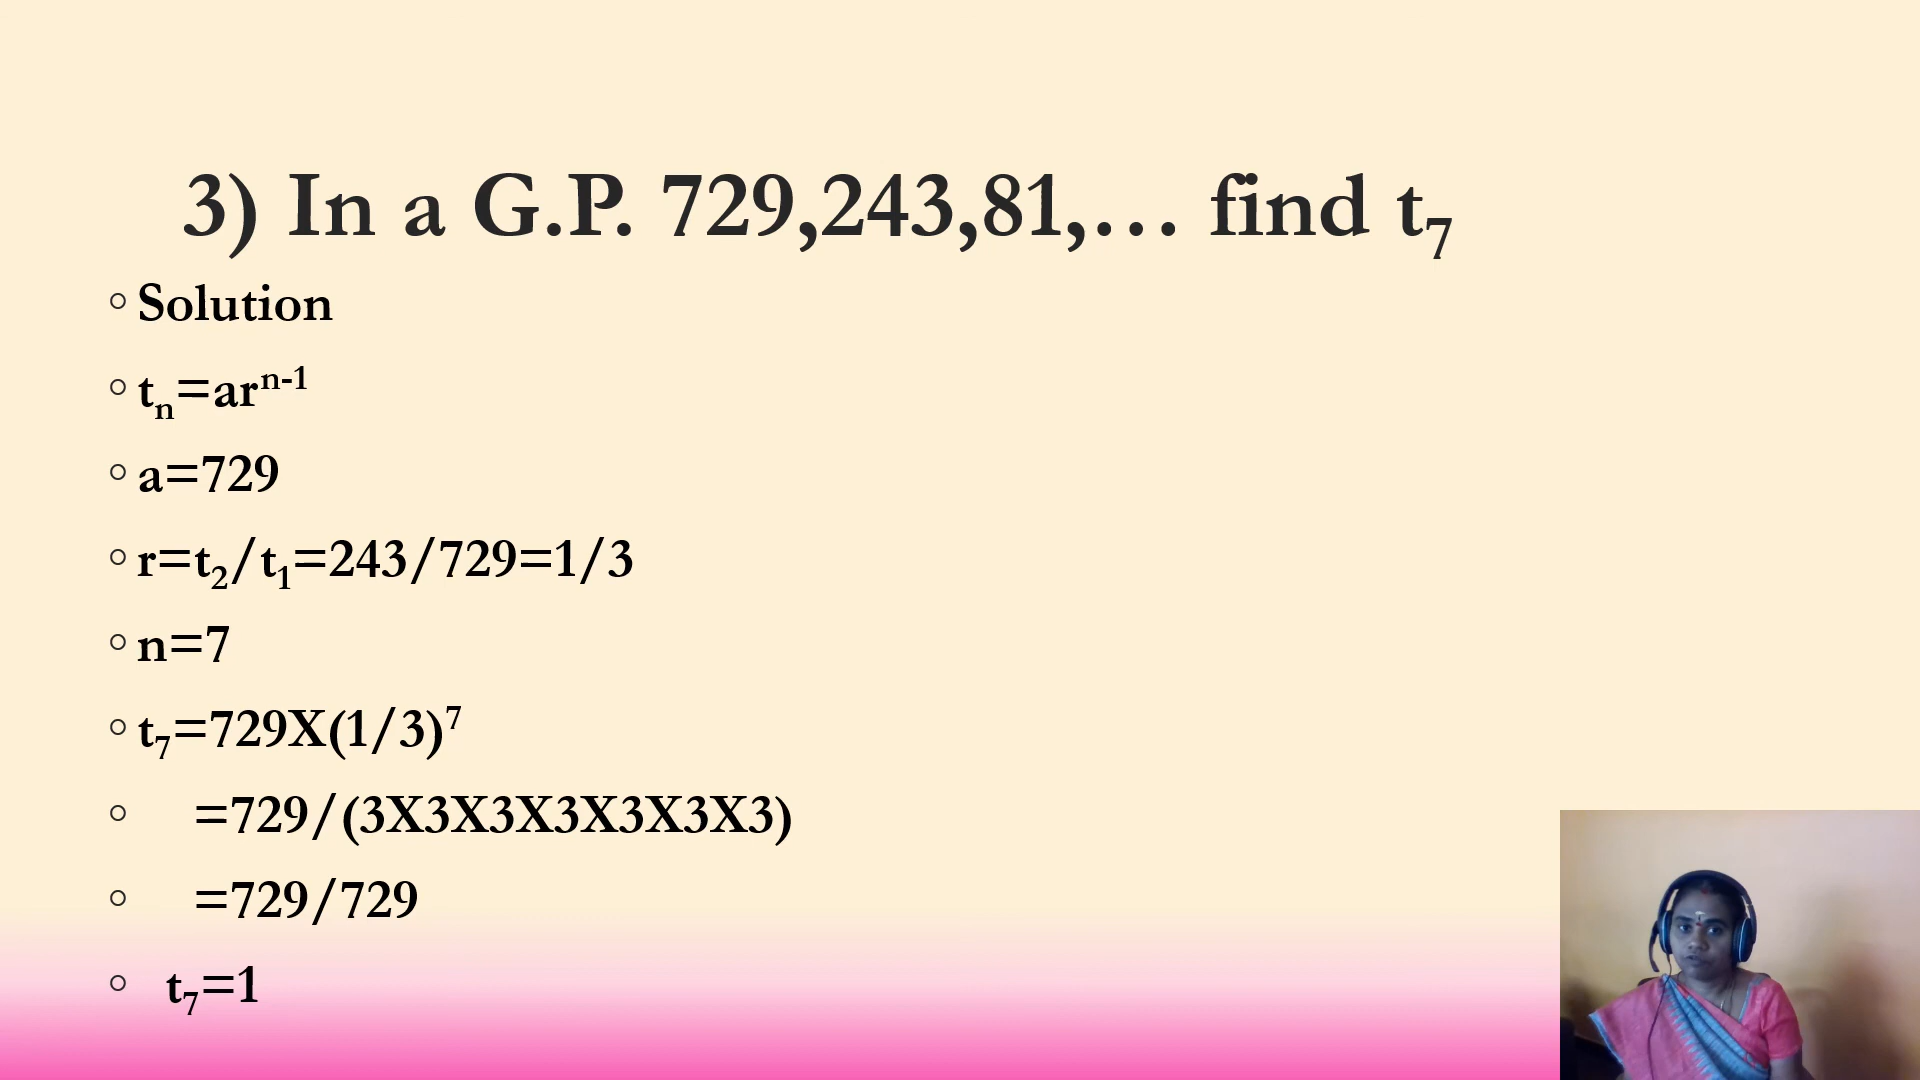 3) In a G.P. 729,243,81,… find t₇
Solution
tₙ=arⁿ⁻¹
a=729
r=t₂/t₁=243/729=1/3
n=7
t₇=729X(1/3)⁷
=729/(3X3X3X3X3X3X3)
=729/729
t₇=1